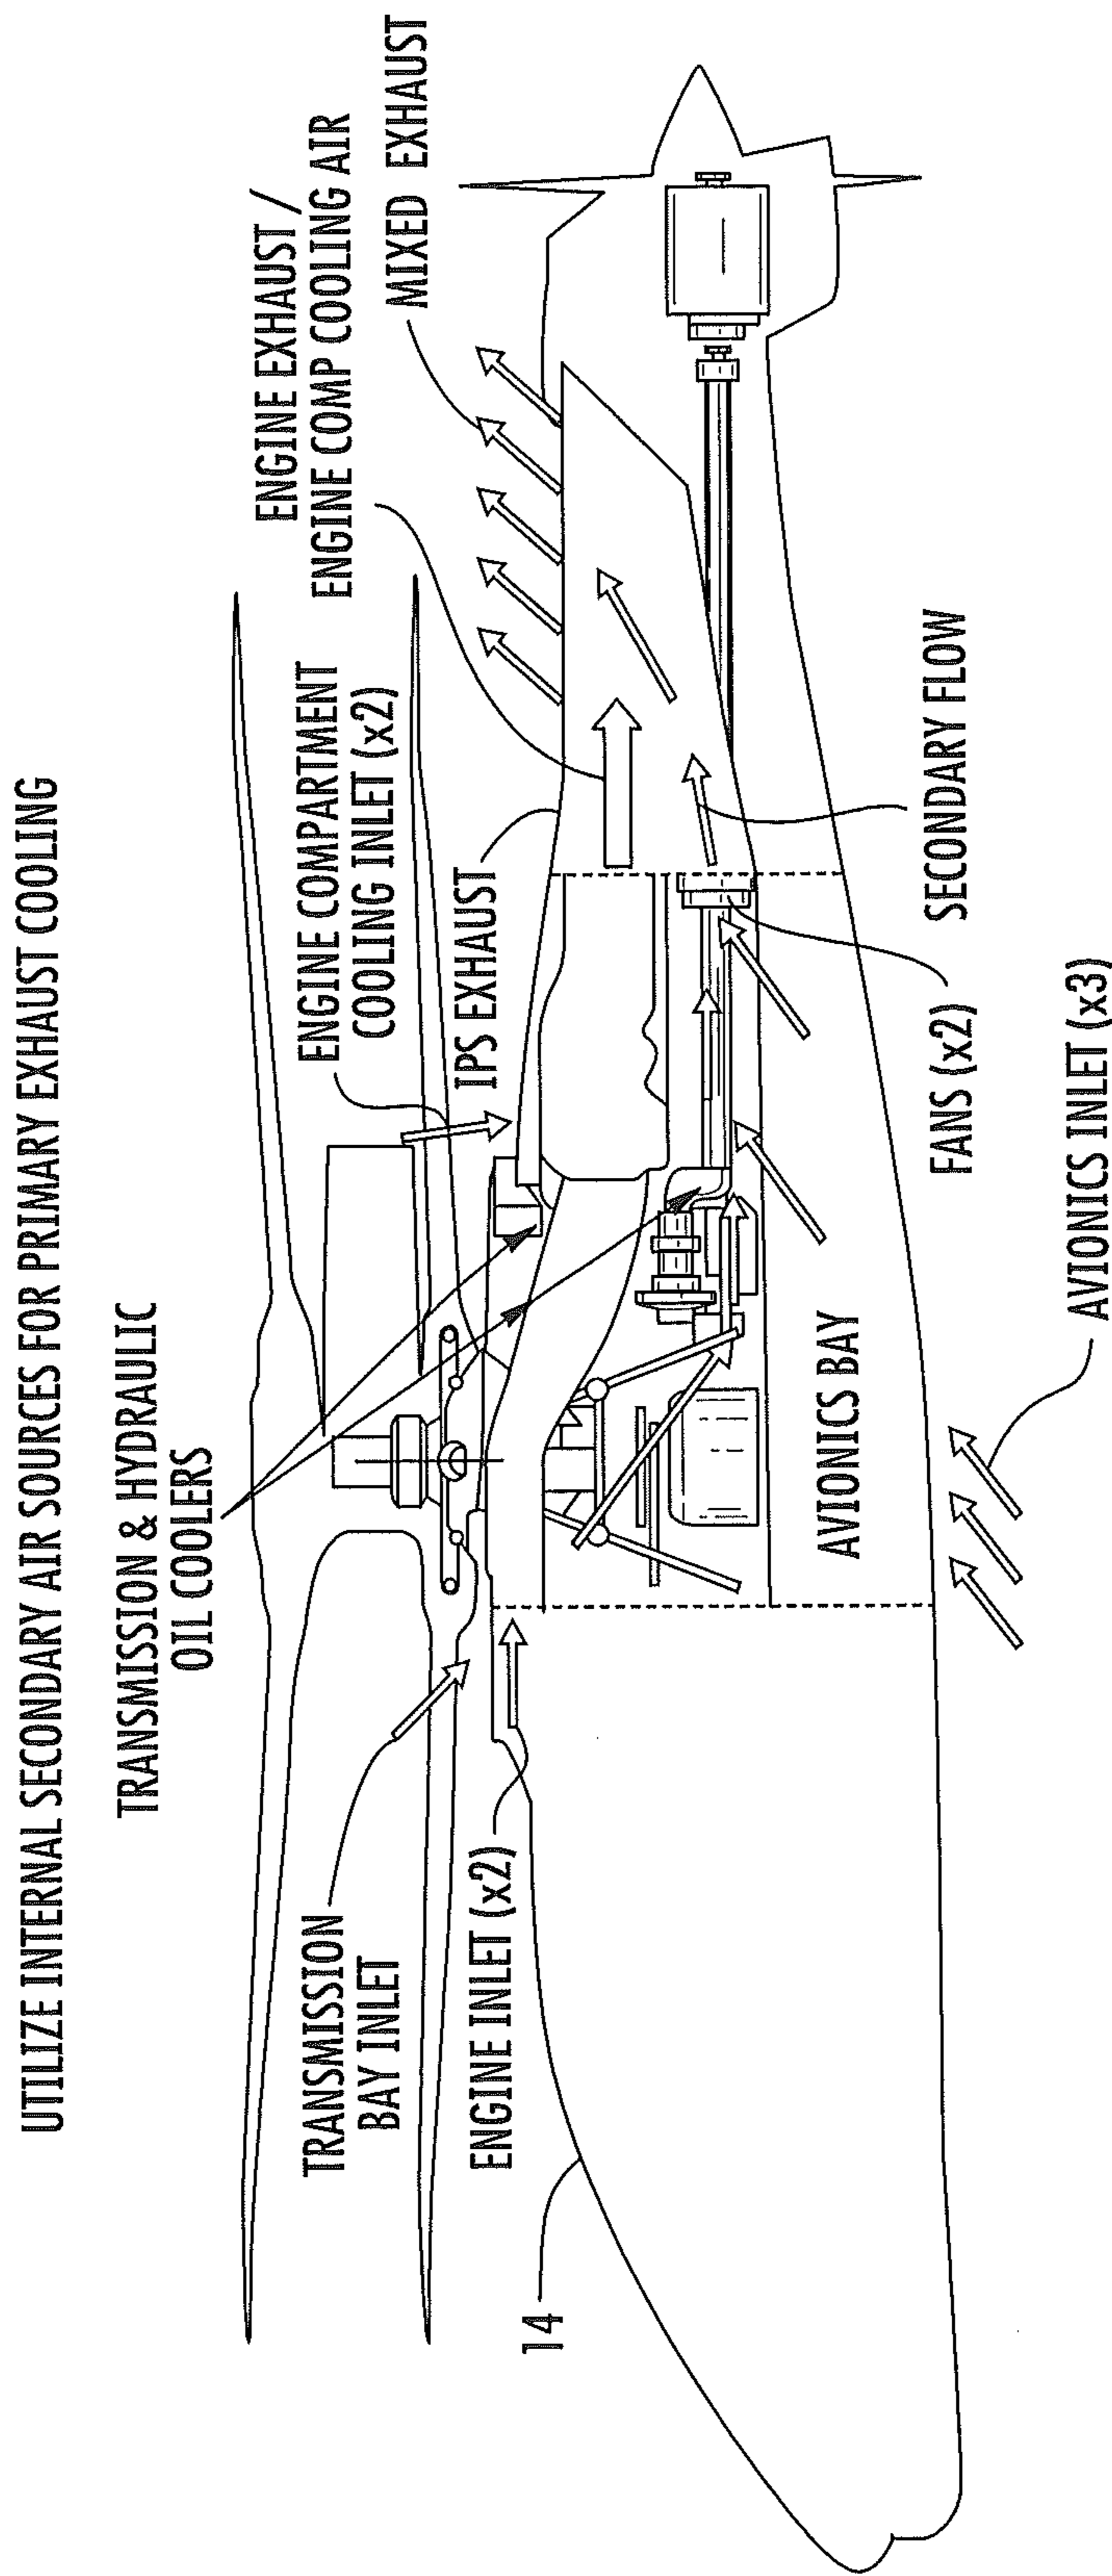 UTILIZE INTERNAL SECONDARY AIR SOURCES FOR PRIMARY EXHAUST COOLING
TRANSMISSION & HYDRAULIC
OIL COOLERS
ENGINE EXHAUST /
ENGINE COMP COOLING AIR
MIXED EXHAUST
ENGINE COMPARTMENT
COOLING INLET (x2)
IPS EXHAUST
TRANSMISSION
BAY INLET
ENGINE INLET (x2)
14
AVIONICS BAY
SECONDARY FLOW
FANS (x2)
AVIONICS INLET (x3)